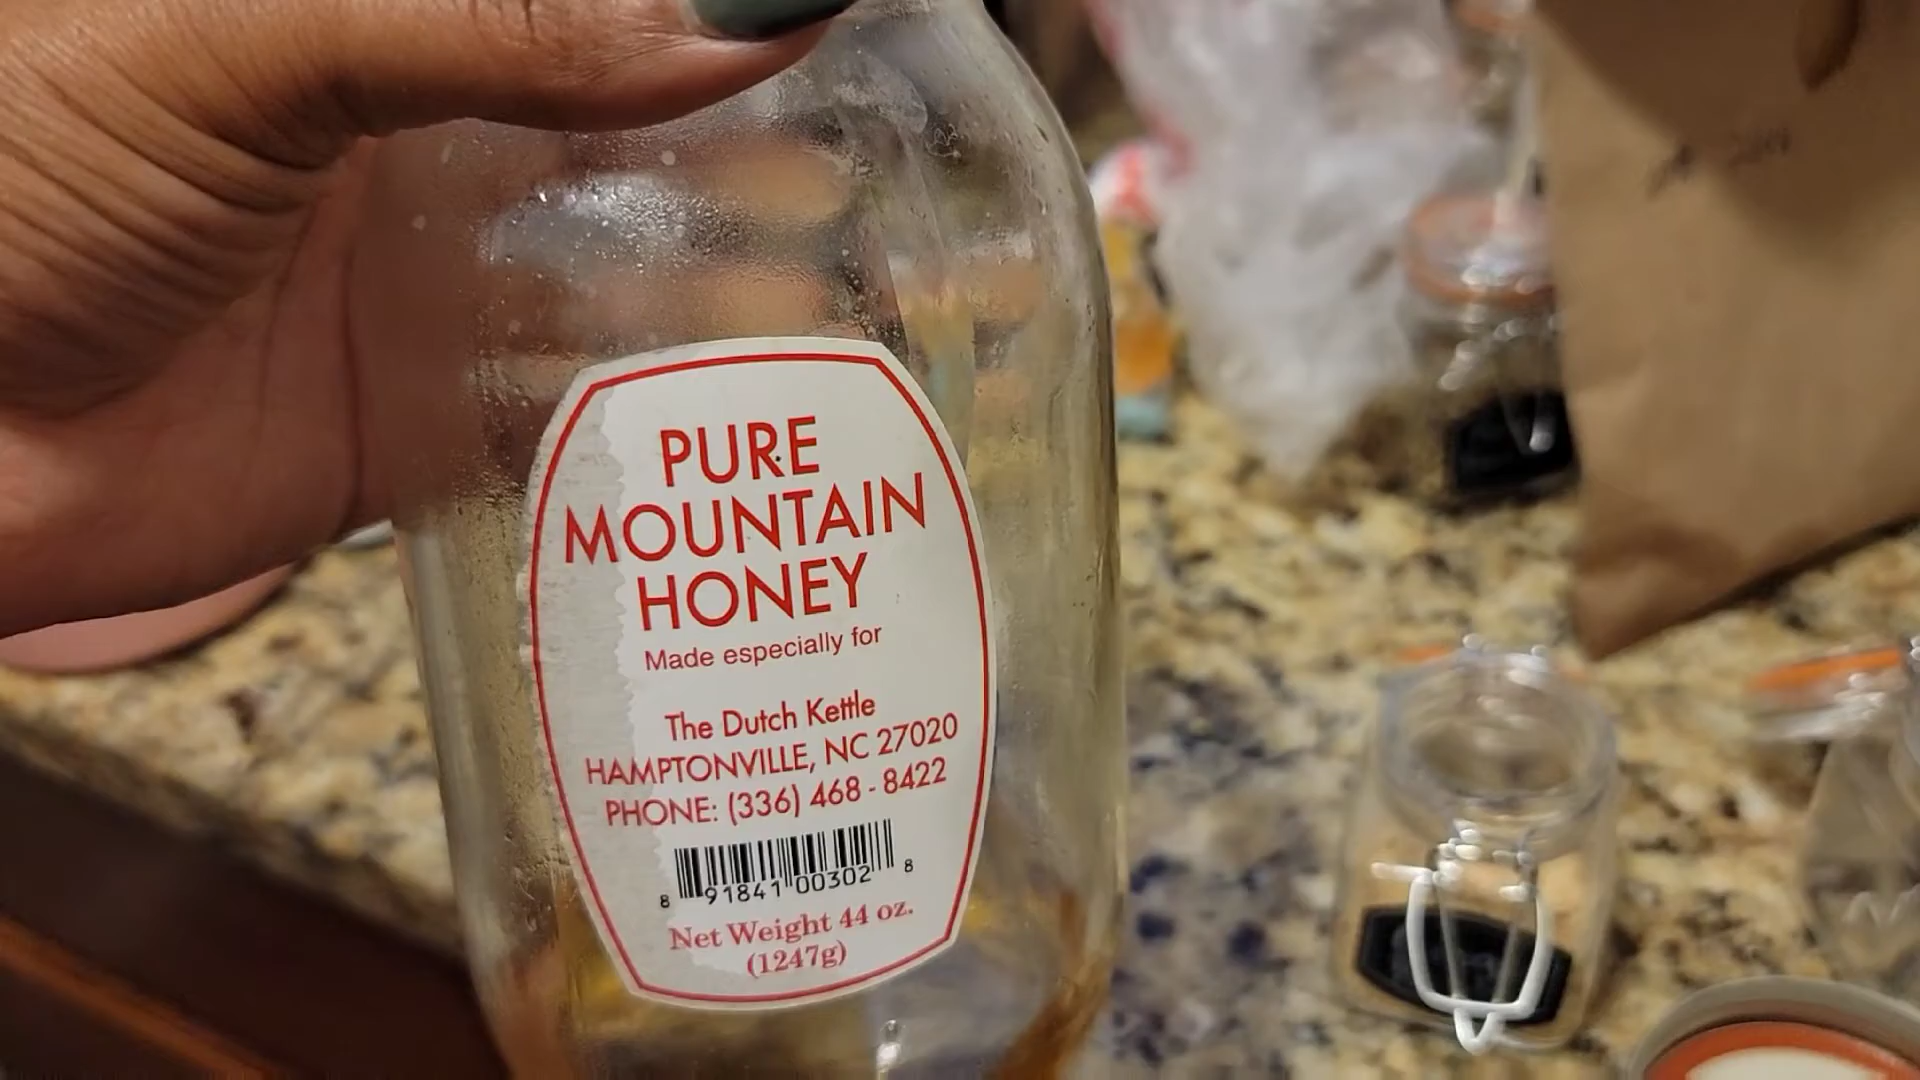 PURE
MOUNTAIN
HONEY
Made especially for
The Dutch Kettle
HAMPTONVILLE, NC 27020
PHONE: (336) 468-8422
8 91841 00302 8
Net Weight 44 oz.
(1247g)